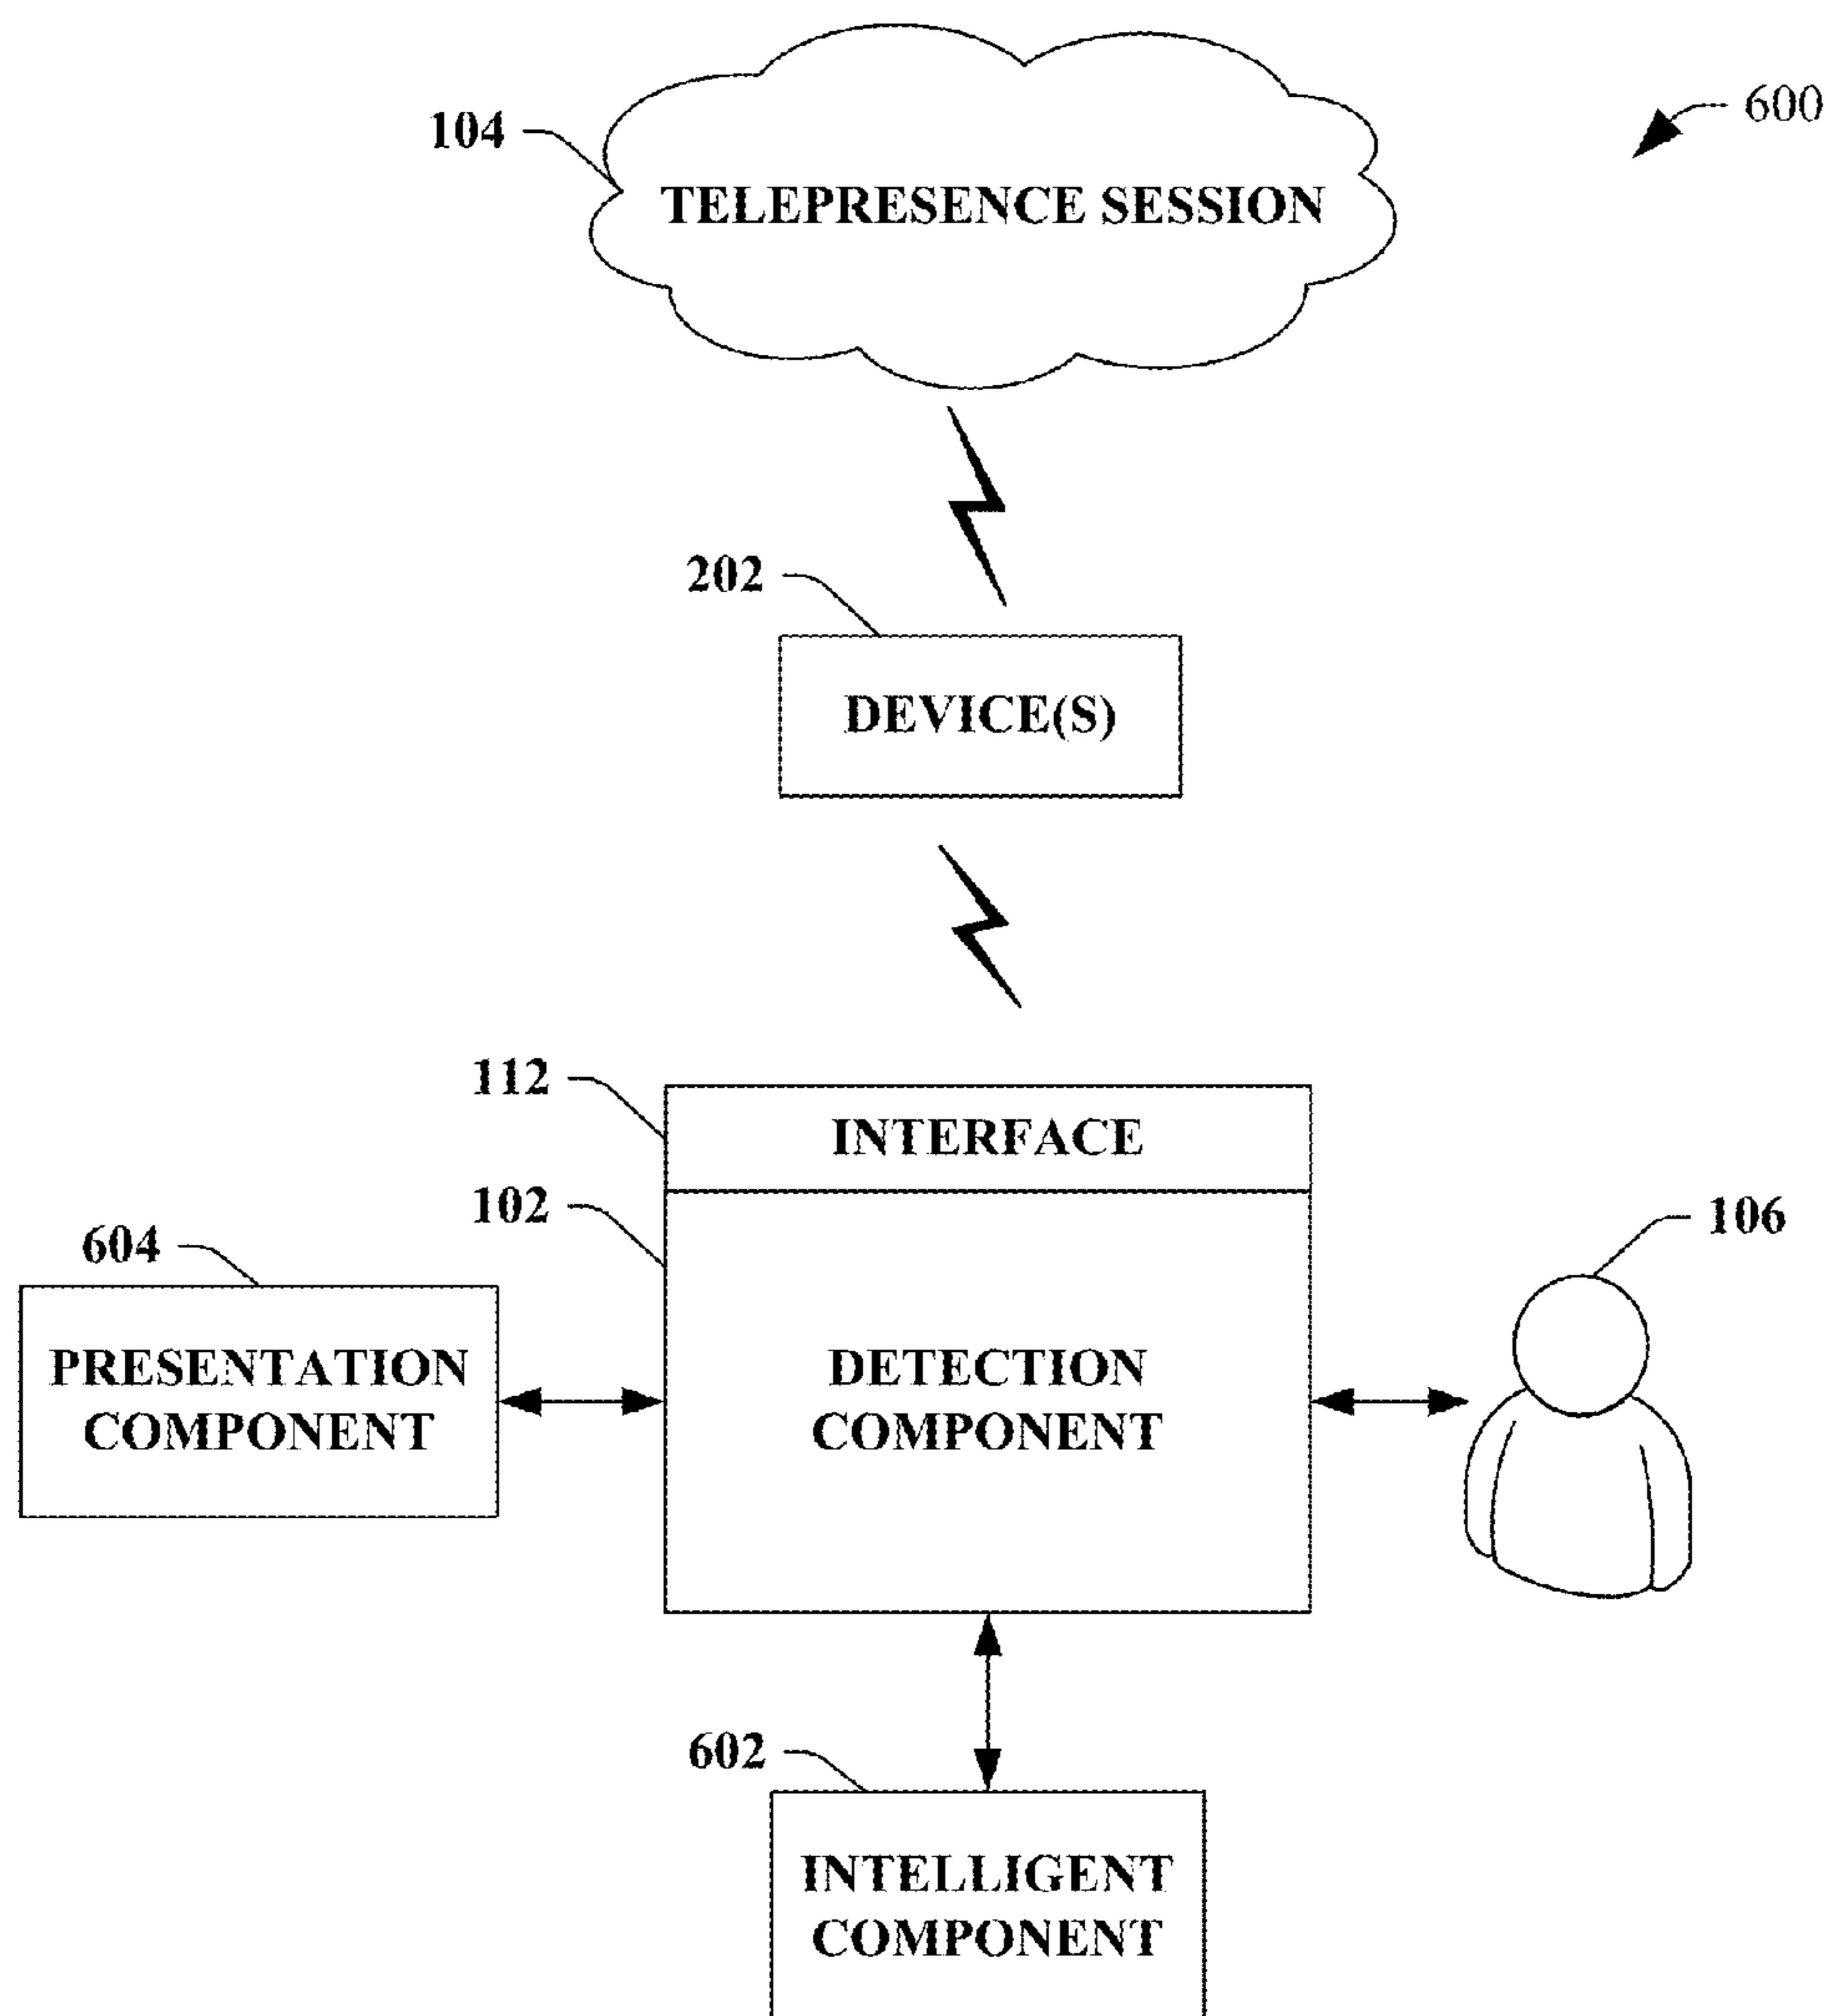 600
104
TELEPRESENCE SESSION
202
DEVICE(S)
112
INTERFACE
102
604
106
PRESENTATION
COMPONENT
DETECTION
COMPONENT
602
INTELLIGENT
COMPONENT